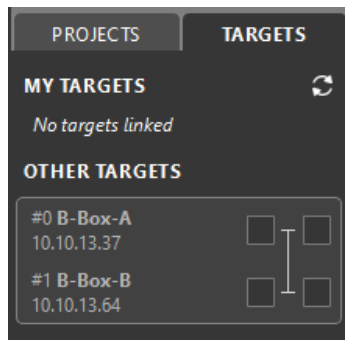 PROJECTS TARGETS
MY TARGETS
No targets linked
OTHER TARGETS
#0 B-Box-A
10.10.13.37
#1 B-Box-B
10.10.13.64